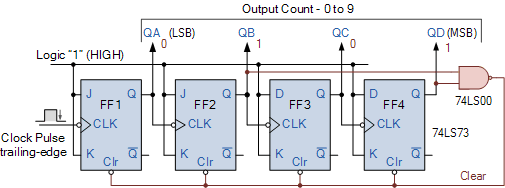 Output Count - 0 to 9
QA (LSB) QB QC QD (MSB)
0 1 0 1
Logic "1" (HIGH)
J Q J Q D Q D Q
FF1 FF2 FF3 FF4
74LS00
CLK CLK CLK CLK
74LS73
Clock Pulse
trailing-edge
K Q K Q K Q K Q
Clr Clr Clr Clr
Clear